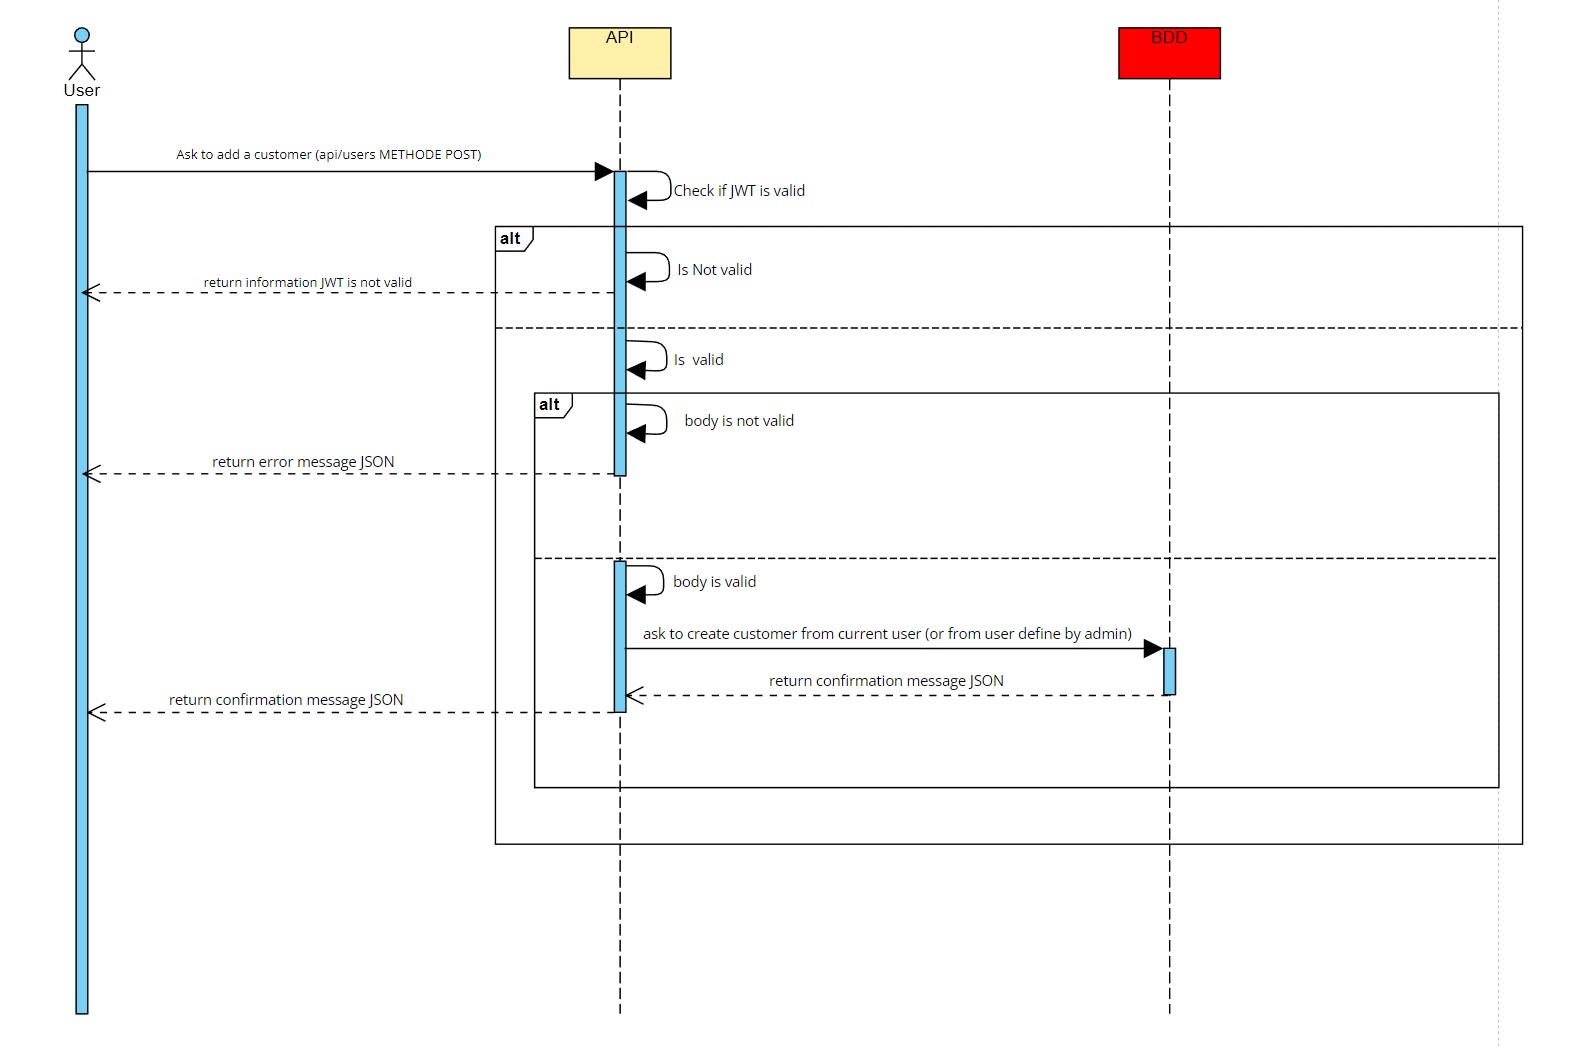 User
API
BDD
Ask to add a customer (api/users METHODE POST)
Check if JWT is valid
alt
Is Not valid
return information JWT is not valid
Is  valid
alt
body is not valid
return error message JSON
body is valid
ask to create customer from current user (or from user define by admin)
return confirmation message JSON
return confirmation message JSON